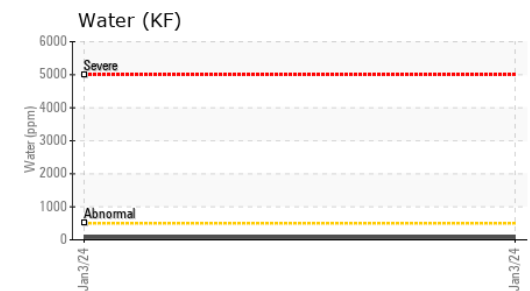 Water (KF)
6000
Severe
5000
4000
3000
2000
1000
Abnormal
0
Water (ppm)
Jan3/24
Jan3/24